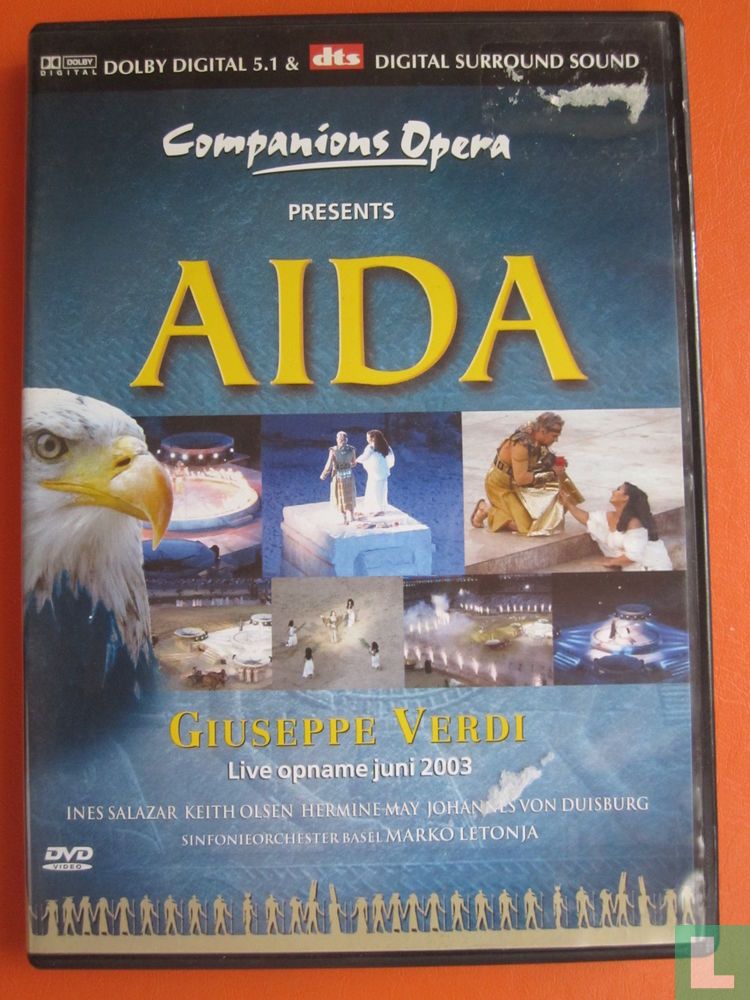 DOLBY DIGITAL DOLBY DIGITAL 5.1 & dts DIGITAL SURROUND SOUND
Companions Opera
PRESENTS
AIDA
GIUSEPPE VERDI
Live opname juni 2003
INES SALAZAR KEITH OLSEN HERMINE MAY JOHANNES VON DUISBURG
SINFONIEORCHESTER BASEL MARKO LETONJA
DVD
VIDEO
L